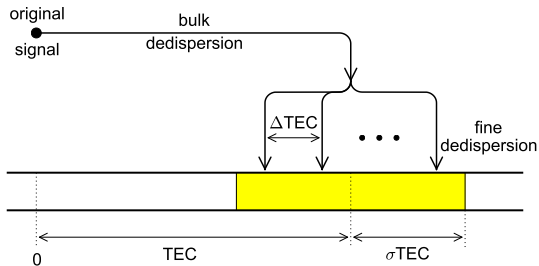 original
signal
bulk
dedispersion
ΔTEC
fine
dedispersion
0
TEC
σTEC